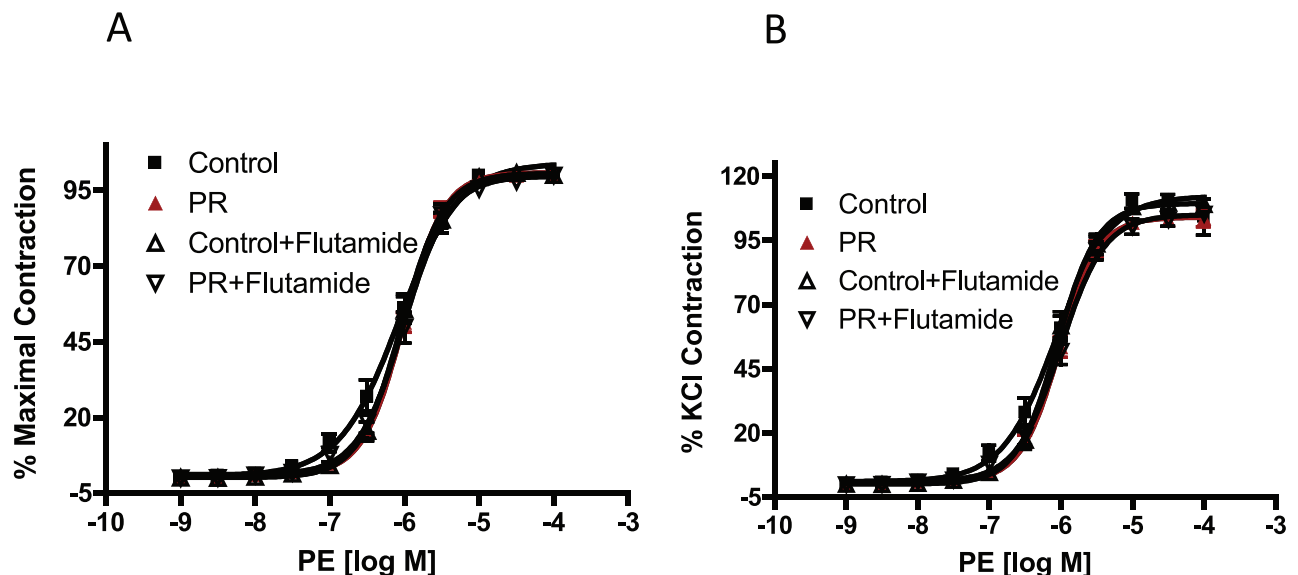 A
% Maximal Contraction
95
70
45
20
-5
Control
PR
Control+Flutamide
PR+Flutamide
-10 -9 -8 -7 -6 -5 -4 -3
PE [log M]
B
% KCl Contraction
120
95
70
45
20
-5
Control
PR
Control+Flutamide
PR+Flutamide
-10 -9 -8 -7 -6 -5 -4 -3
PE [log M]